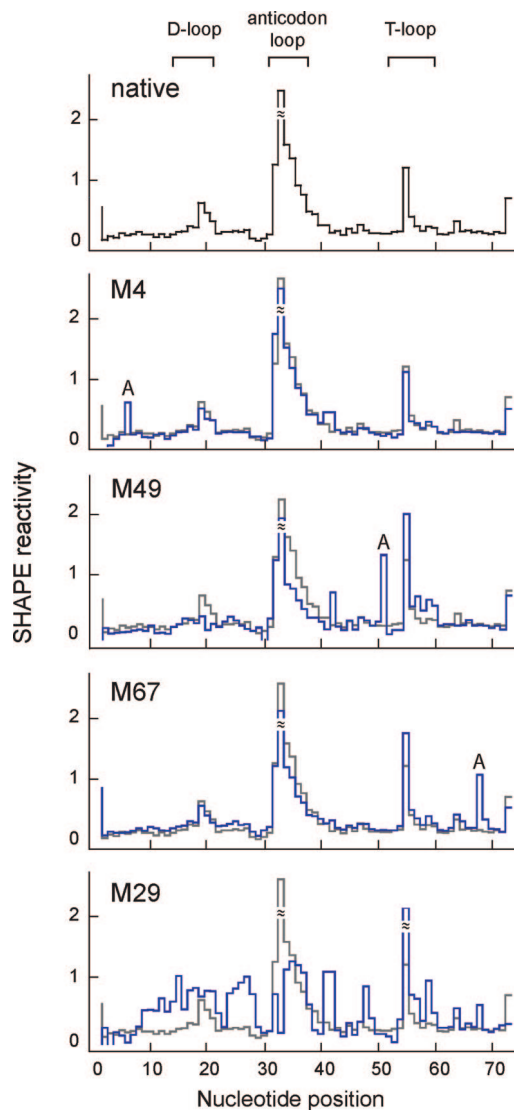 D-loop anticodon loop T-loop
native
2
1
0
M4
A
2
1
0
M49
A
2
1
0
M67
A
2
1
0
M29
2
1
0
0 10 20 30 40 50 60 70
SHAPE reactivity
Nucleotide position